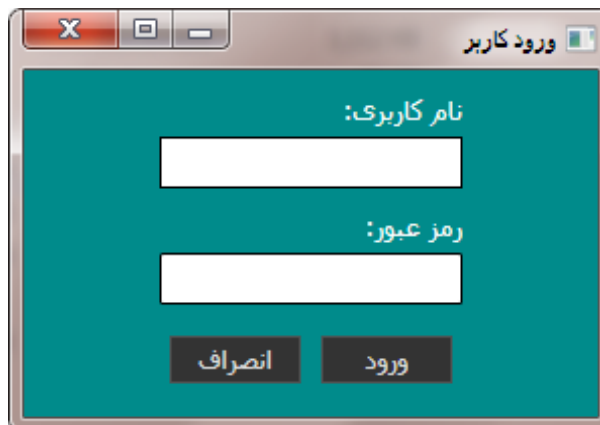 ورود کاربر
نام کاربری:
رمز عبور:
ورود
انصراف